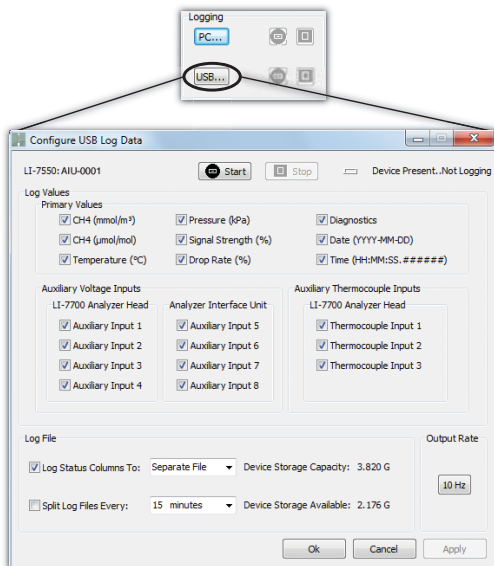 Logging
PC...
USB...
Configure USB Log Data
LI-7550: AIU-0001 Start Stop Device Present..Not Logging
Log Values
Primary Values
CH4 (mmol/m³) Pressure (kPa) Diagnostics
CH4 (µmol/mol) Signal Strength (%) Date (YYYY-MM-DD)
Temperature (ºC) Drop Rate (%) Time (HH:MM:SS.######)
Auxiliary Voltage Inputs Auxiliary Thermocouple Inputs
LI-7700 Analyzer Head Analyzer Interface Unit LI-7700 Analyzer Head
Auxiliary Input 1 Auxiliary Input 5 Thermocouple Input 1
Auxiliary Input 2 Auxiliary Input 6 Thermocouple Input 2
Auxiliary Input 3 Auxiliary Input 7 Thermocouple Input 3
Auxiliary Input 4 Auxiliary Input 8
Log File Output Rate
Log Status Columns To: Separate File Device Storage Capacity: 3.820 G
10 Hz
Split Log Files Every: 15 minutes Device Storage Available: 2.176 G
Ok Cancel Apply